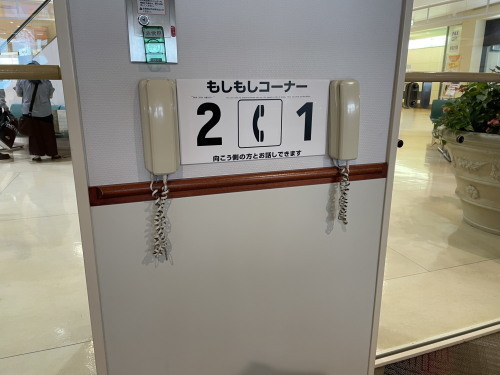 もしもしコーナー
2 1
向こう側の方とお話しできます